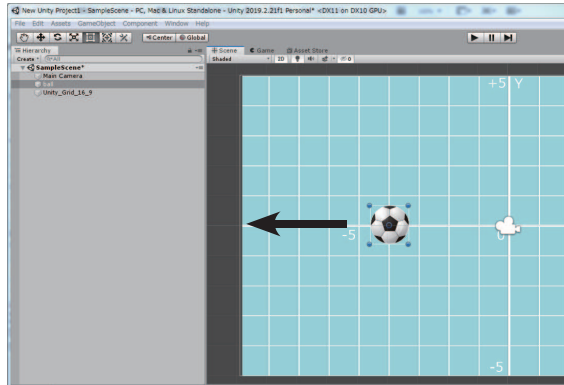 New Unity Project1 - SampleScene - PC, Mac & Linux Standalone - Unity 2019.2.21f1 Personal* <DX11 on DX10 GPU>
File Edit Assets GameObject Component Window Help
Center Global
Hierarchy
Scene Game Asset Store
Create All
Shaded 2D 0
SampleScene*
Main Camera
ball
Unity_Grid_16_9
+5 Y
-5 0
-5